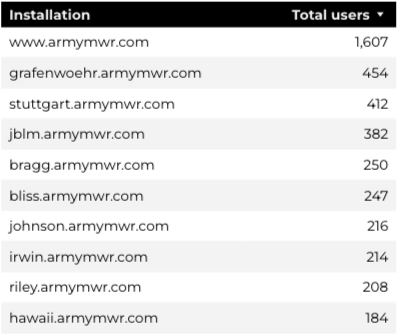 Installation Total users
www.armymwr.com 1,607
grafenwoehr.armymwr.com 454
stuttgart.armymwr.com 412
jblm.armymwr.com 382
bragg.armymwr.com 250
bliss.armymwr.com 247
johnson.armymwr.com 216
irwin.armymwr.com 214
riley.armymwr.com 208
hawaii.armymwr.com 184